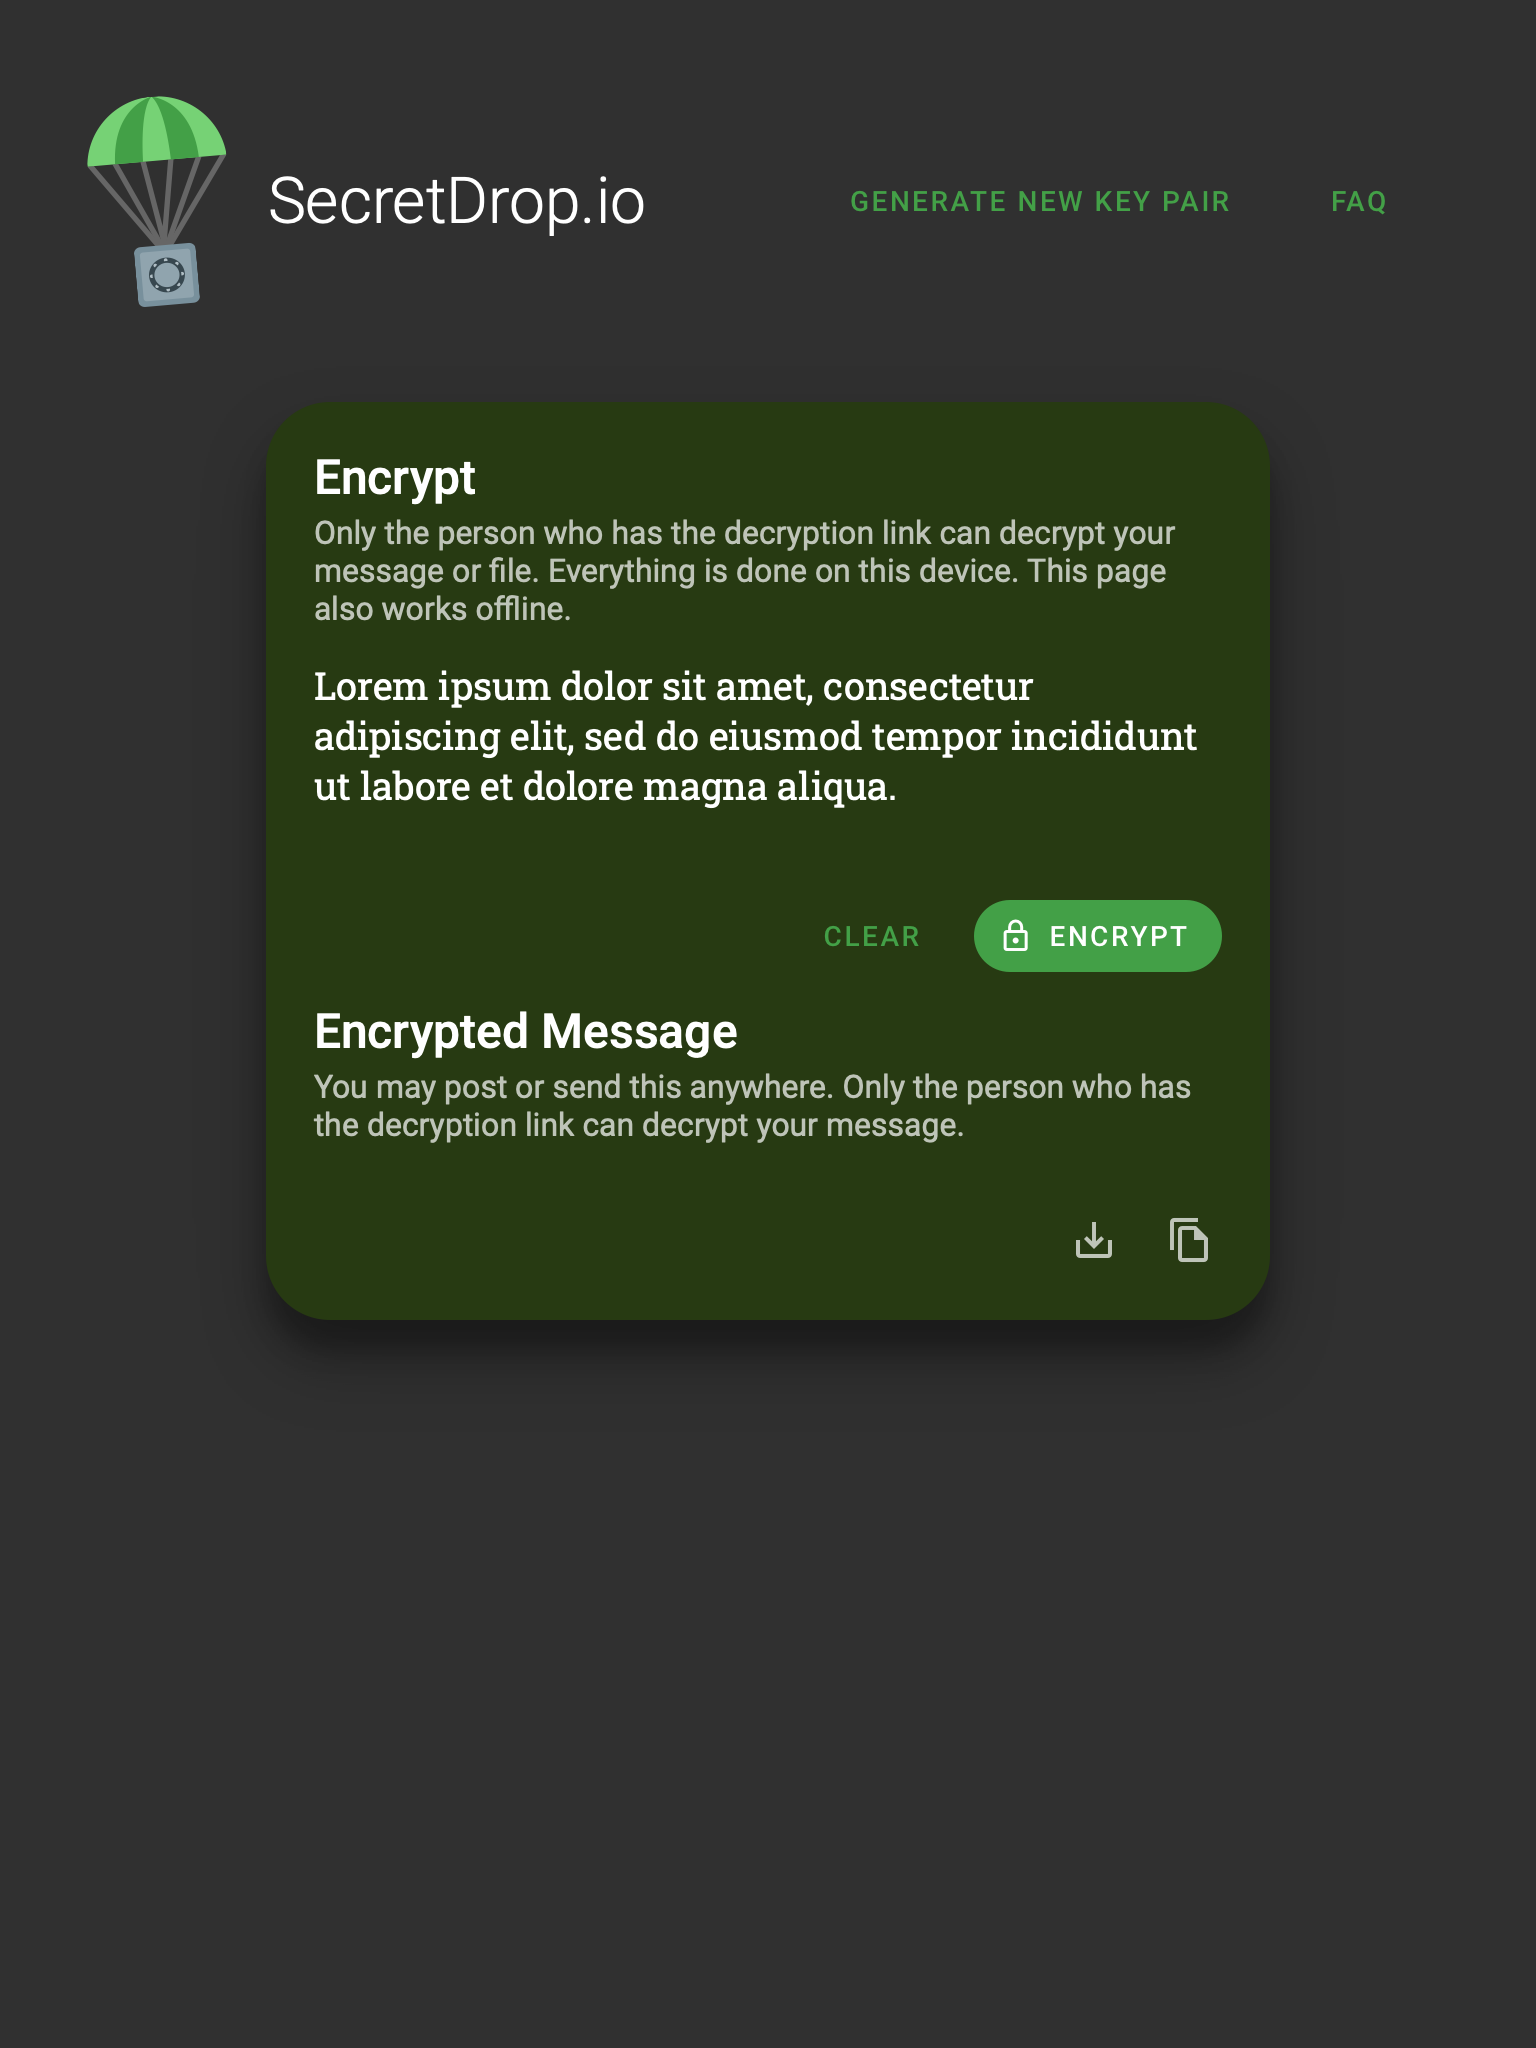 SecretDrop.io
GENERATE NEW KEY PAIR
FAQ
Encrypt
Only the person who has the decryption link can decrypt your
message or file. Everything is done on this device. This page
also works offline.
Lorem ipsum dolor sit amet, consectetur
adipiscing elit, sed do eiusmod tempor incididunt
ut labore et dolore magna aliqua.
CLEAR
ENCRYPT
Encrypted Message
You may post or send this anywhere. Only the person who has
the decryption link can decrypt your message.